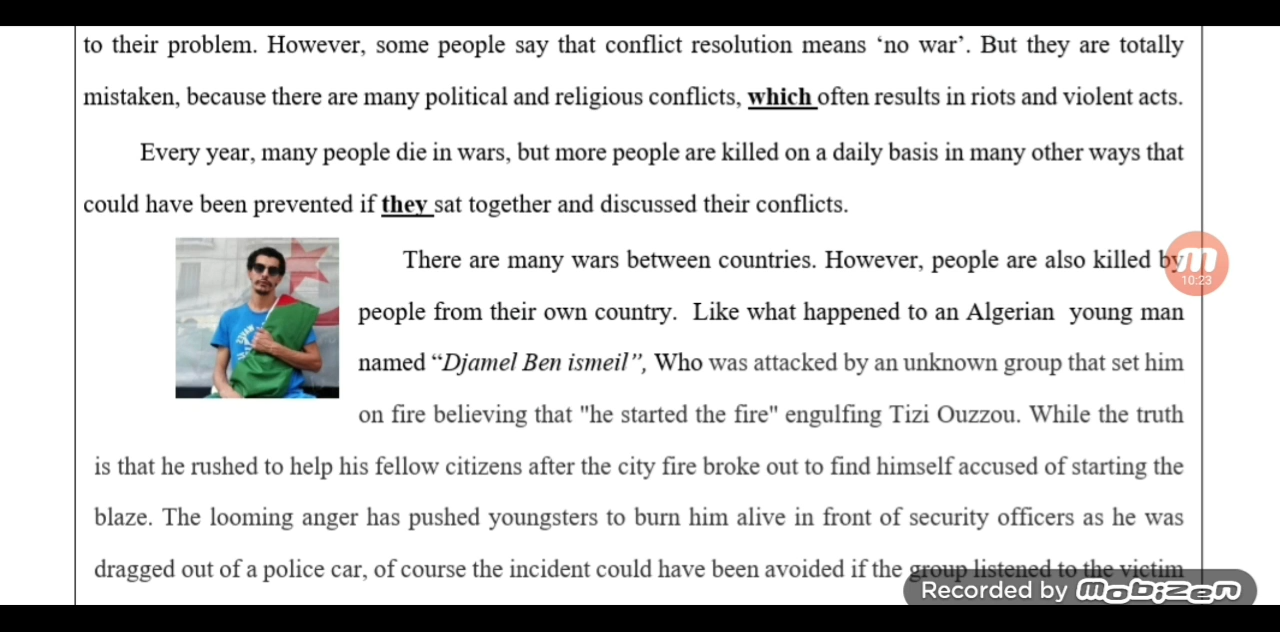 to their problem. However, some people say that conflict resolution means ‘no war’. But they are totally
mistaken, because there are many political and religious conflicts, which often results in riots and violent acts.
Every year, many people die in wars, but more people are killed on a daily basis in many other ways that
could have been prevented if they sat together and discussed their conflicts.
There are many wars between countries. However, people are also killed by
people from their own country. Like what happened to an Algerian young man
named “Djamel Ben ismeil”, Who was attacked by an unknown group that set him
on fire believing that "he started the fire" engulfing Tizi Ouzzou. While the truth
is that he rushed to help his fellow citizens after the city fire broke out to find himself accused of starting the
blaze. The looming anger has pushed youngsters to burn him alive in front of security officers as he was
dragged out of a police car, of course the incident could have been avoided if the group listened to the victim
10:23
Recorded by Mobizen